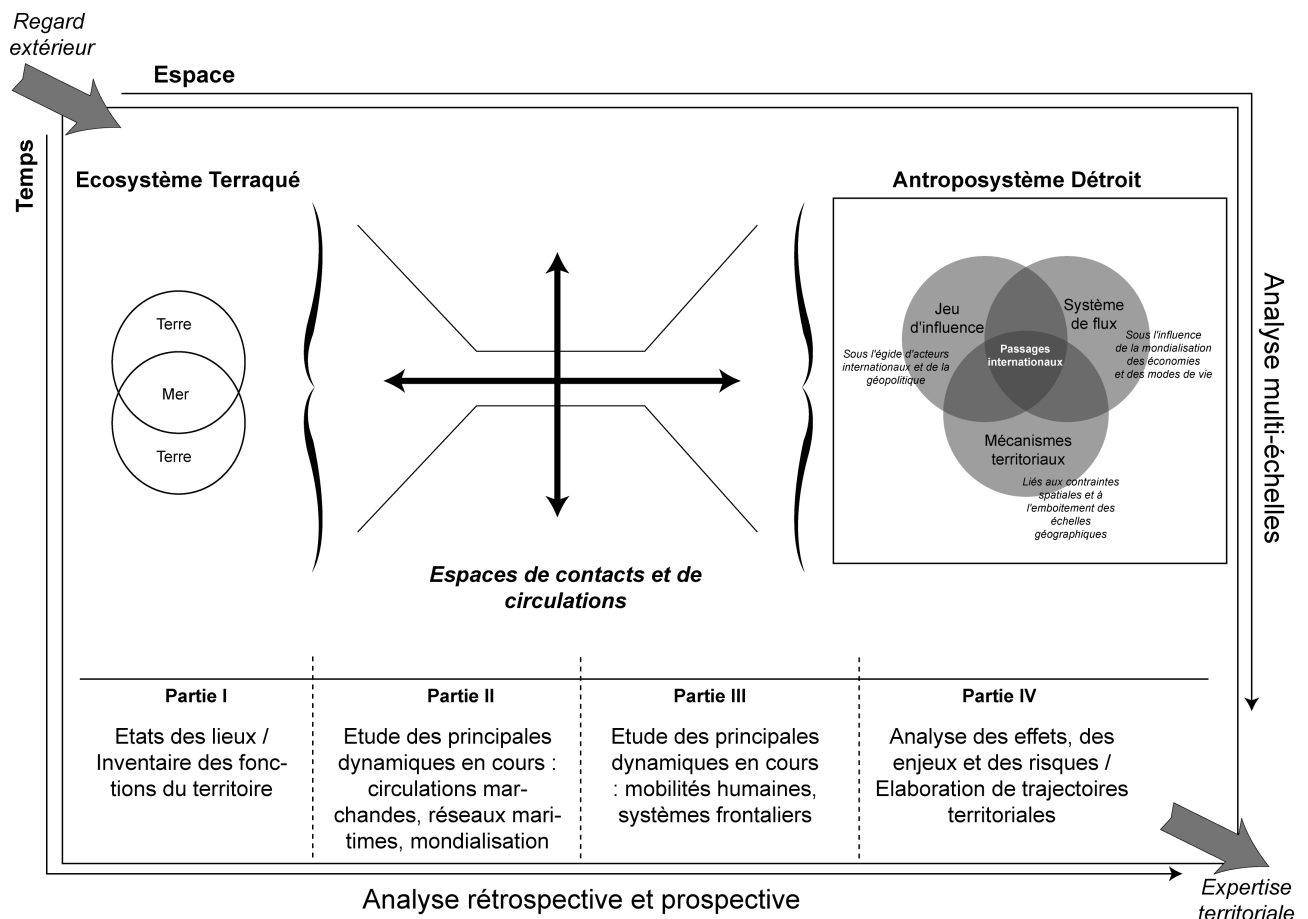 Regard
extérieur
Espace
Temps
Ecosystème Terraqué
Antroposystème Détroit
Terre
Mer
Terre
Jeu
d'influence
Système
de flux
Sous l'égide d'acteurs
internationaux et de la
géopolitique
Passages
internationaux
Sous l'influence
de la mondialisation
des économies
et des modes de vie
Mécanismes
territoriaux
Liés aux contraintes
spatiales et à
l'emboitement des
échelles
géographiques
Analyse multi-échelles
Espaces de contacts et de
circulations
Partie I
Etats des lieux /
Inventaire des fonc-
tions du territoire
Partie II
Etude des principales
dynamiques en cours :
circulations mar-
chandes, réseaux mari-
times, mondialisation
Partie III
Etude des principales
dynamiques en cours
: mobilités humaines,
systèmes frontaliers
Partie IV
Analyse des effets, des
enjeux et des risques /
Elaboration de trajectoires
territoriales
Analyse rétrospective et prospective
Expertise
territoriale